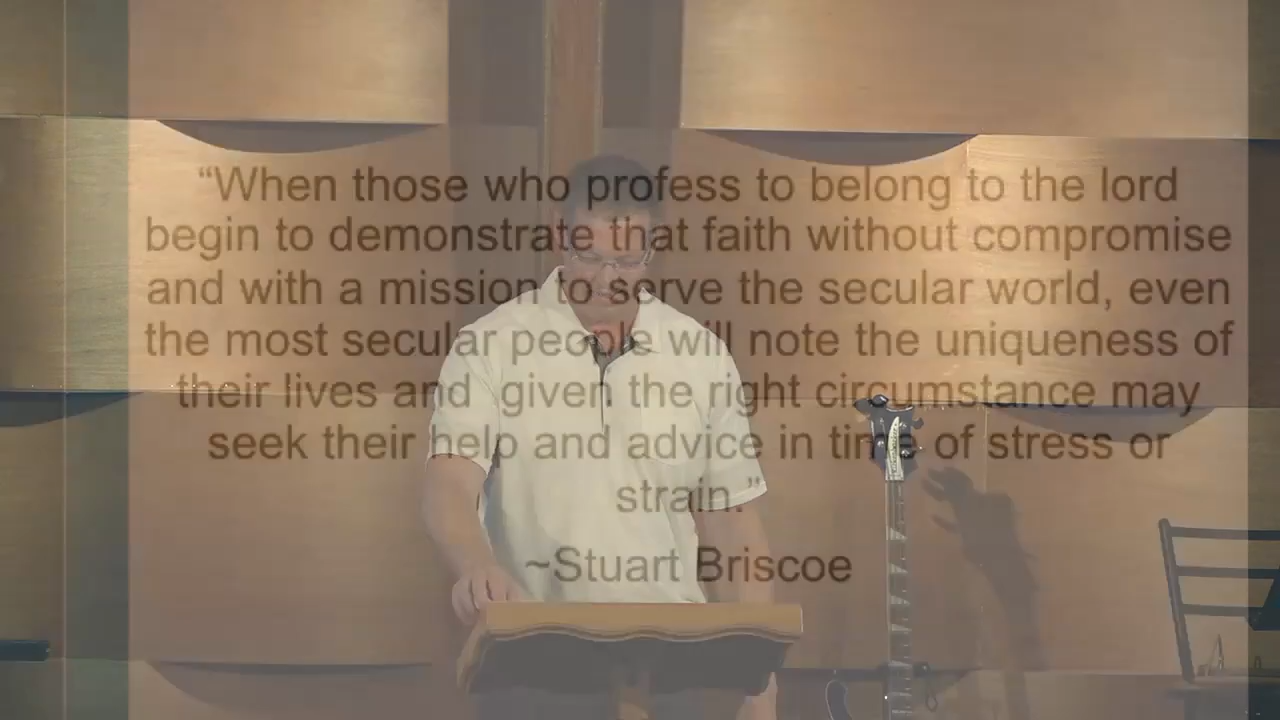 “When those who profess to belong to the lord
begin to demonstrate that faith without compromise
and with a mission to serve the secular world, even
the most secular people will note the uniqueness of
their lives and  given the right circumstance may
seek their help and advice in time of stress or
strain.”
~Stuart Briscoe